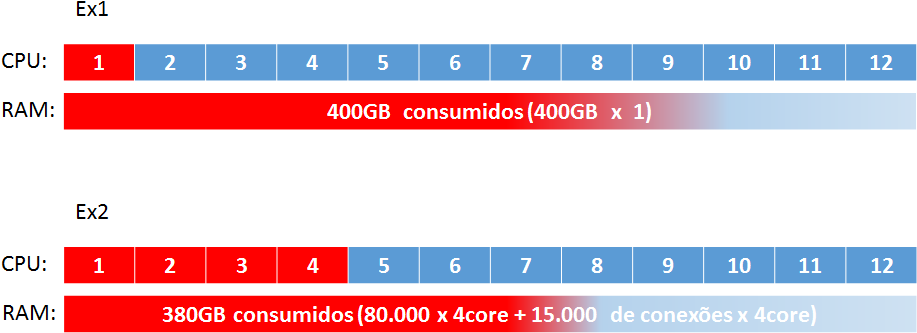 Ex1
CPU: 1 2 3 4 5 6 7 8 9 10 11 12
RAM: 400GB consumidos (400GB x 1)
Ex2
CPU: 1 2 3 4 5 6 7 8 9 10 11 12
RAM: 380GB consumidos (80.000 x 4core + 15.000 de conexões x 4core)